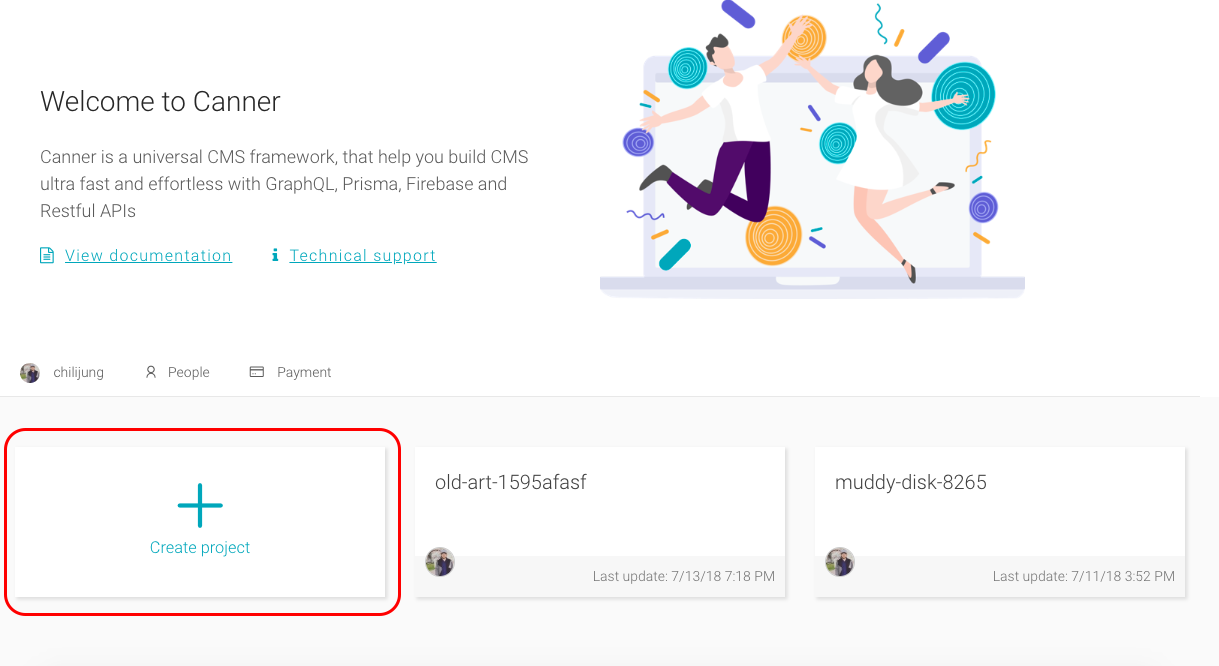 Welcome to Canner
Canner is a universal CMS framework, that help you build CMS
ultra fast and effortless with GraphQL, Prisma, Firebase and
Restful APIs
View documentation
Technical support
chilijung
People
Payment
Create project
old-art-1595afasf
Last update: 7/13/18 7:18 PM
muddy-disk-8265
Last update: 7/11/18 3:52 PM